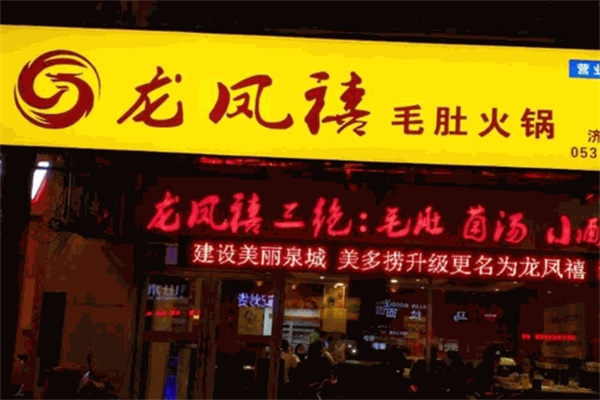 龙凤禧 毛肚火锅
营业
济
053
龙凤禧三绝:毛肚 菌汤 小酥
建设美丽泉城 美多捞升级更名为龙凤禧